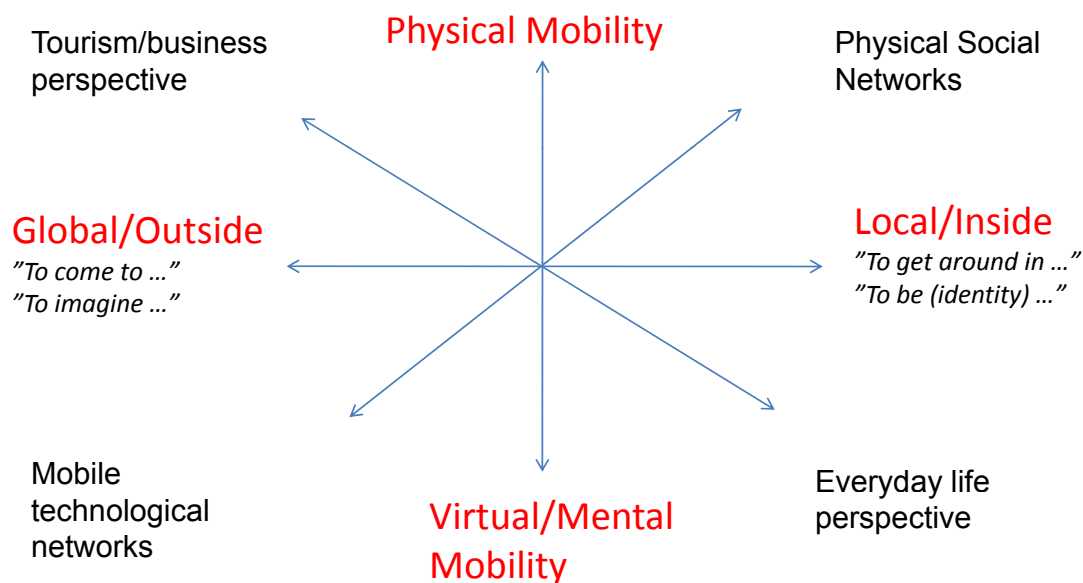 Tourism/business
perspective
Physical Mobility
Physical Social
Networks
Global/Outside
”To come to …”
”To imagine …”
Local/Inside
”To get around in …”
”To be (identity) …”
Mobile
technological
networks
Virtual/Mental
Mobility
Everyday life
perspective